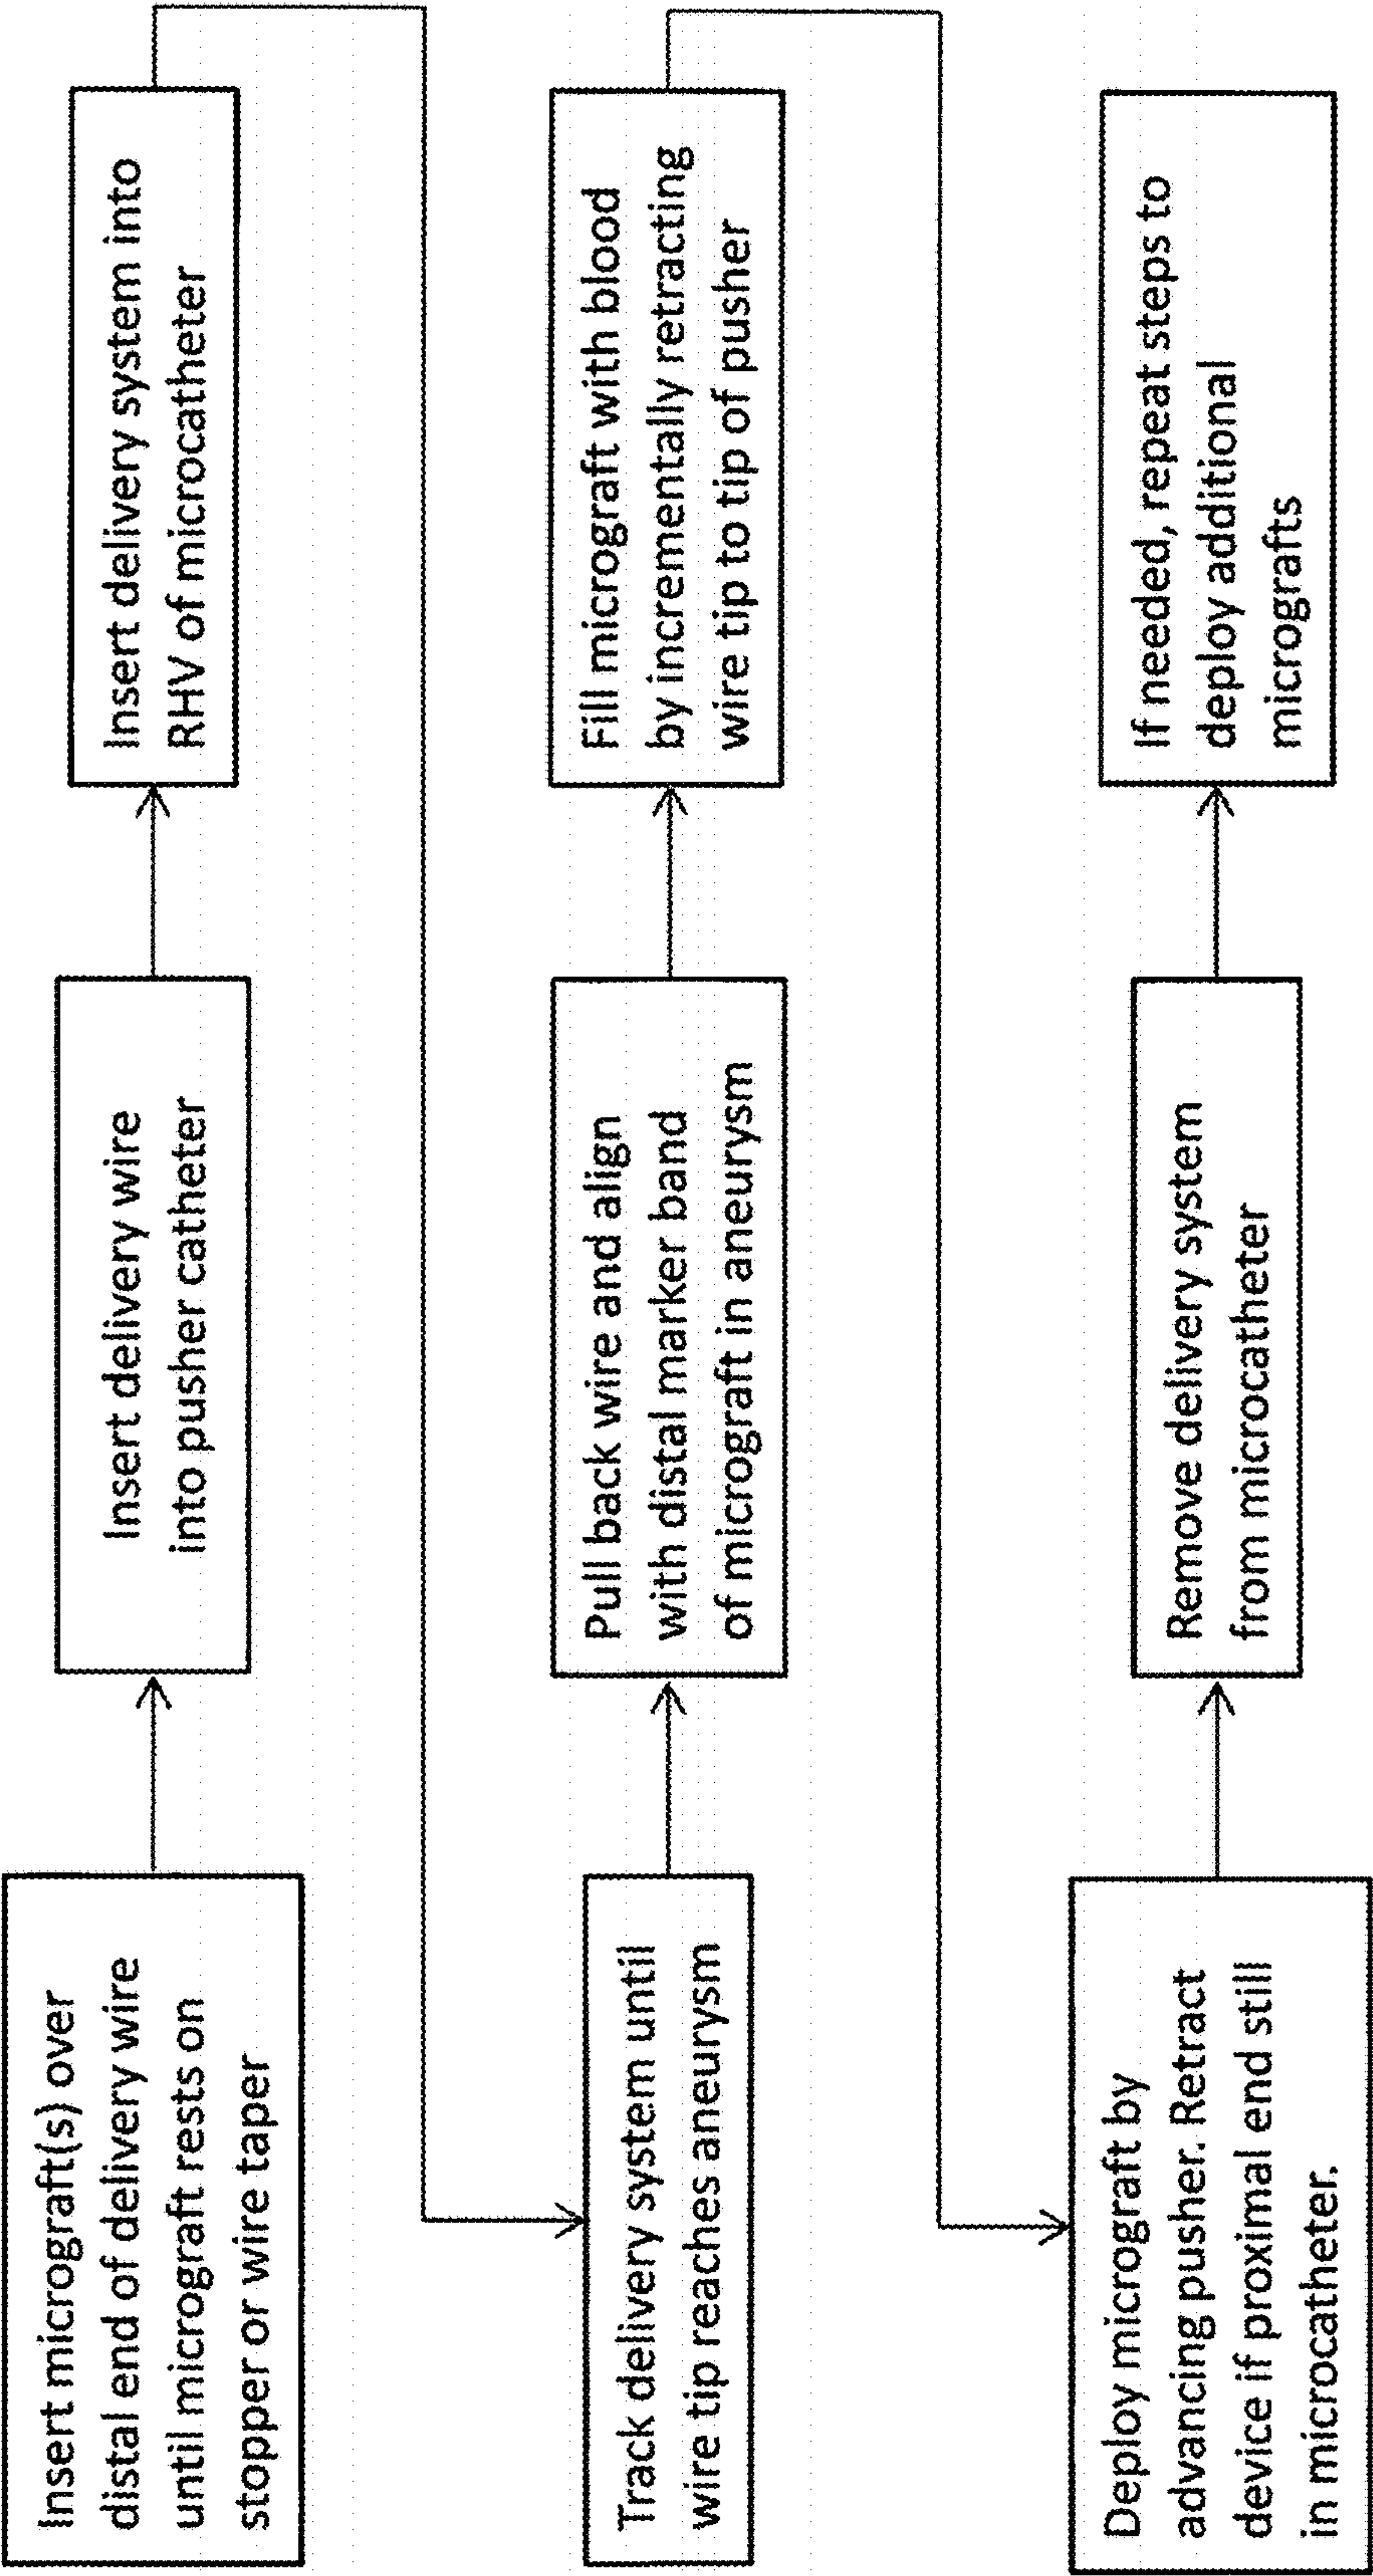 Insert micrograft(s) over
distal end of delivery wire
until micrograft rests on
stopper or wire taper
Insert delivery wire
into pusher catheter
Insert delivery system into
RHV of microcatheter
Track delivery system until
wire tip reaches aneurysm
Pull back wire and align
with distal marker band
of micrograft in aneurysm
Fill micrograft with blood
by incrementally retracting
wire tip to tip of pusher
Deploy micrograft by
advancing pusher. Retract
device if proximal end still
in microcatheter.
Remove delivery system
from microcatheter
If needed, repeat steps to
deploy additional
micrografts